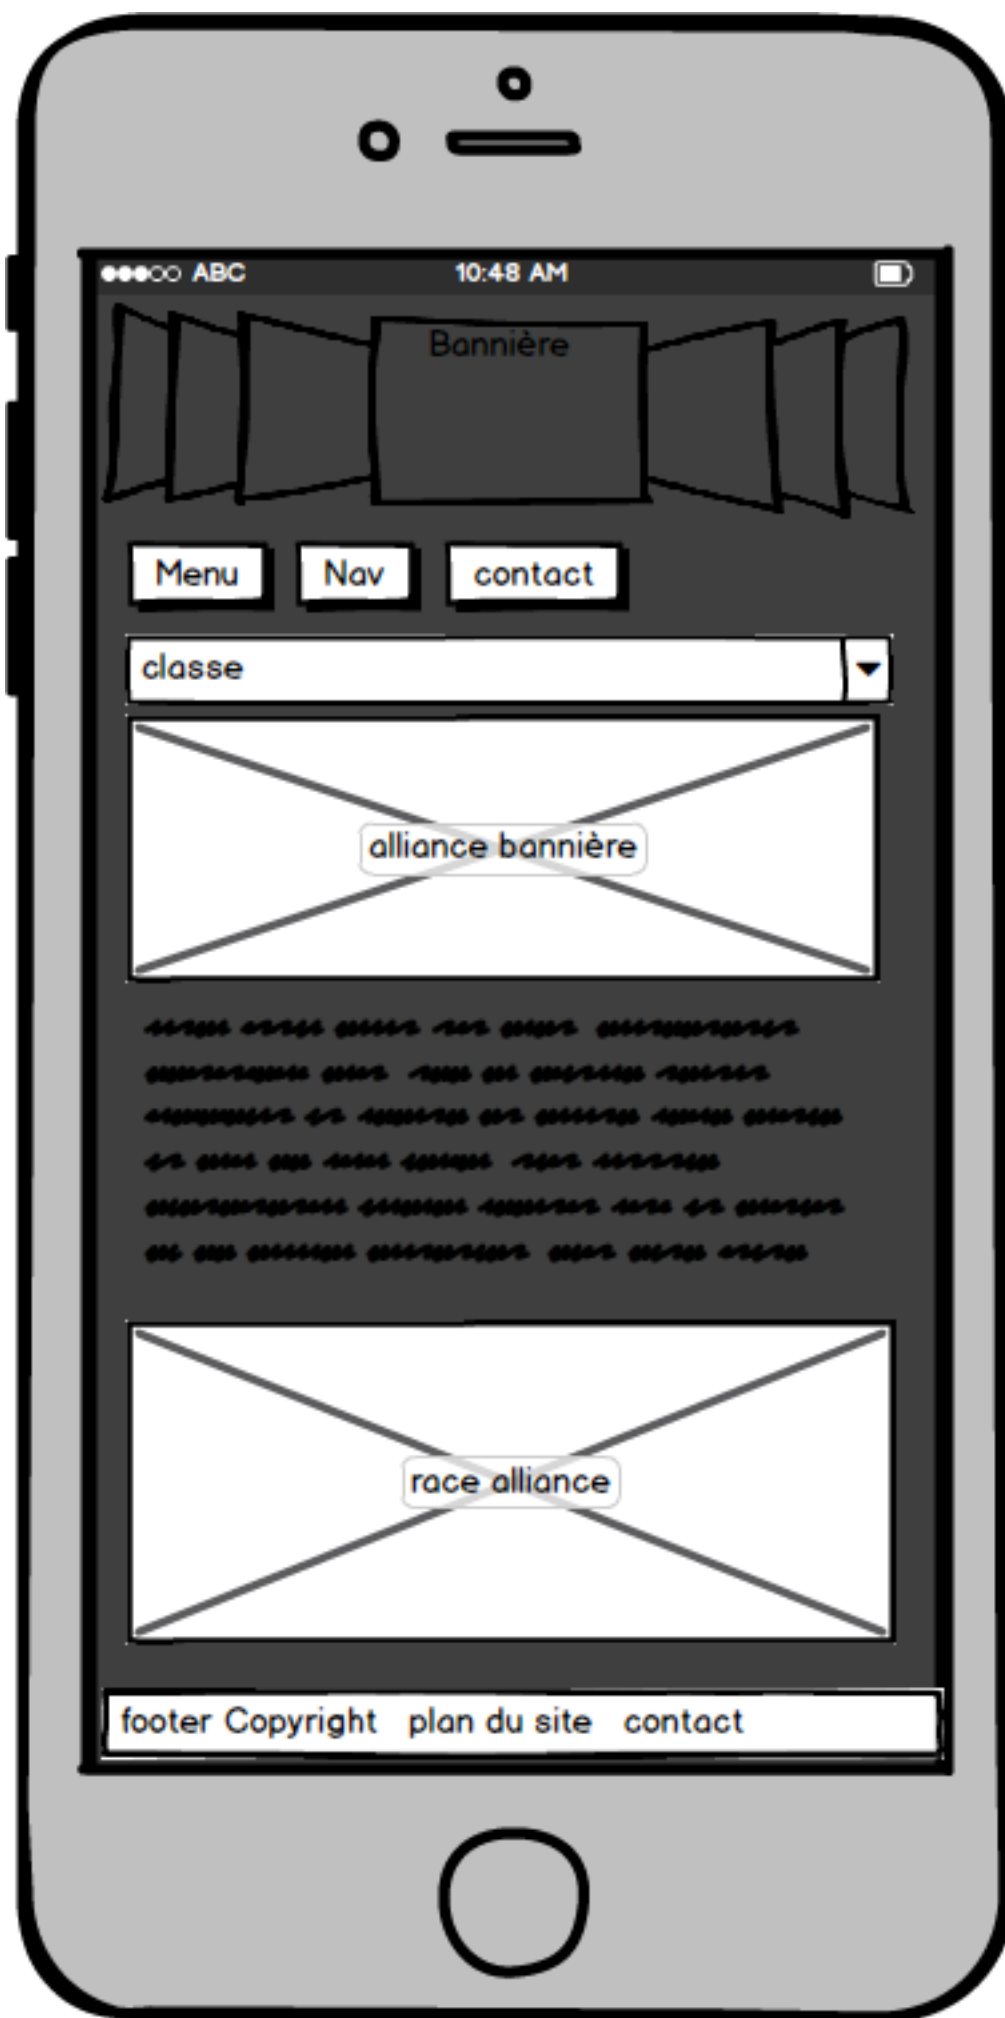 ABC 10:48 AM
Bannière
Menu Nav contact
classe
alliance bannière
race alliance
footer Copyright plan du site contact